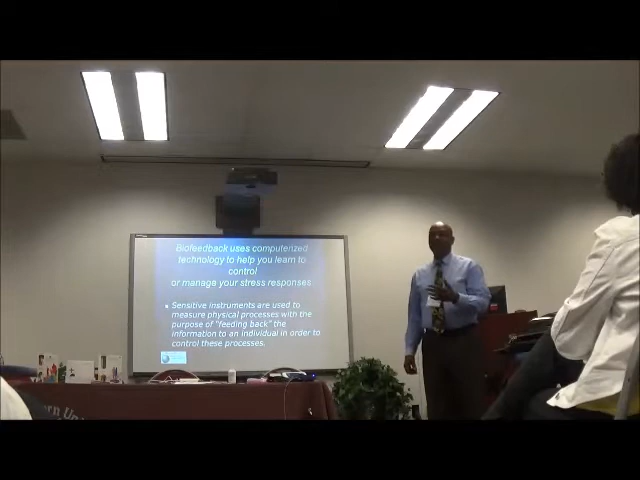 Biofeedback uses computerized
technology to help you learn to
control
or manage your stress responses
Sensitive instruments are used to
measure physical processes with the
purpose of "feeding back" the
information to an individual in order to
control these processes.